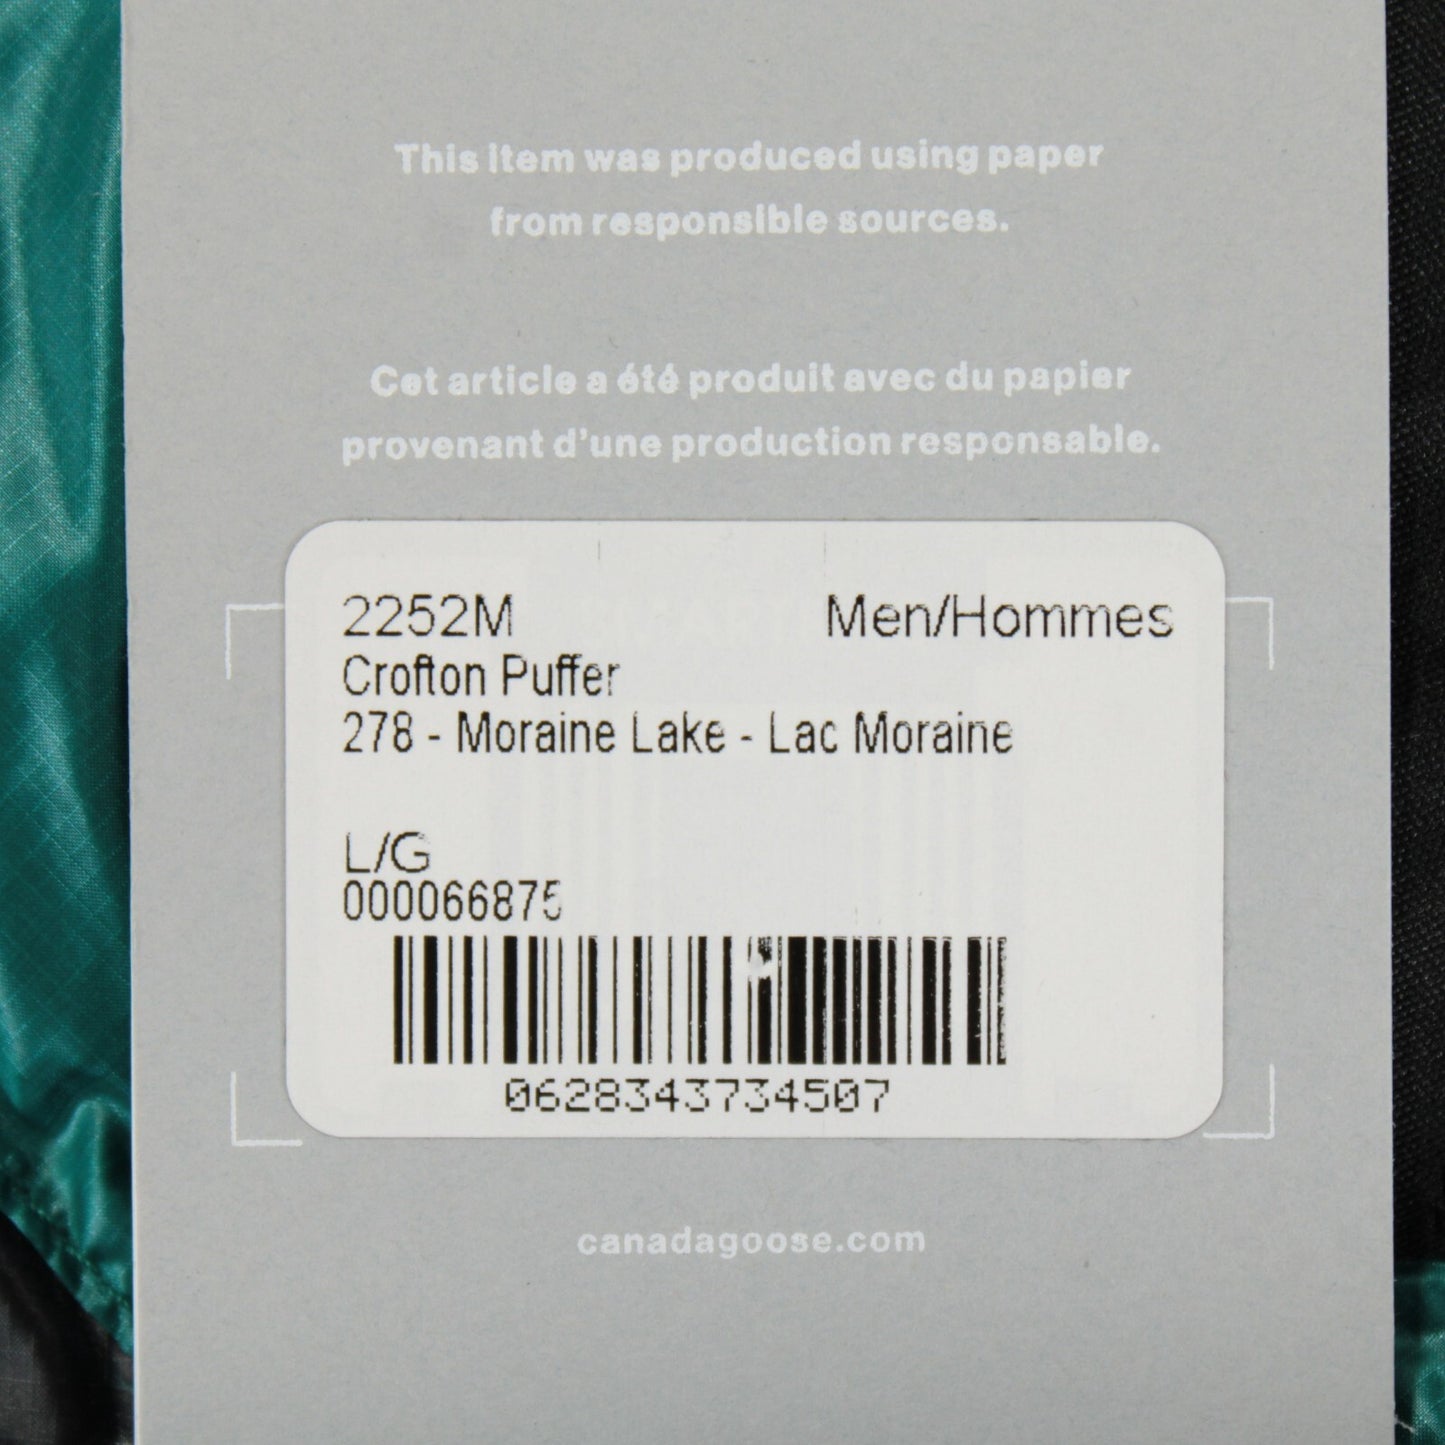 This item was produced using paper
from responsible sources.
Cet article a été produit avec du papier
provenant d'une production responsable.
2252M Men/Hommes
Crofton Puffer
278 - Moraine Lake - Lac Moraine
L/G
000066875
0628343734507
canadagoose.com